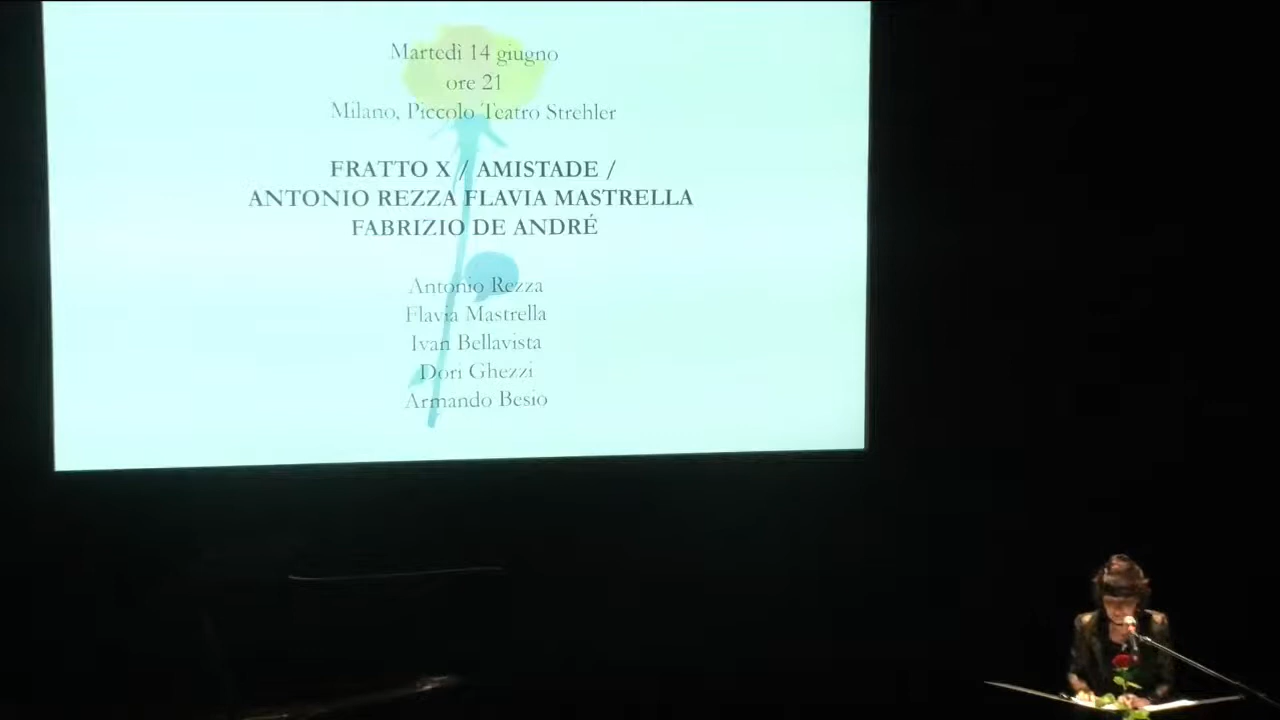 Martedì 14 giugno
ore 21
Milano, Piccolo Teatro Strehler
FRATTO X / AMISTADE /
ANTONIO REZZA FLAVIA MASTRELLA
FABRIZIO DE ANDRÉ
Antonio Rezza
Flavia Mastrella
Ivan Bellavista
Dori Ghezzi
Armando Besio